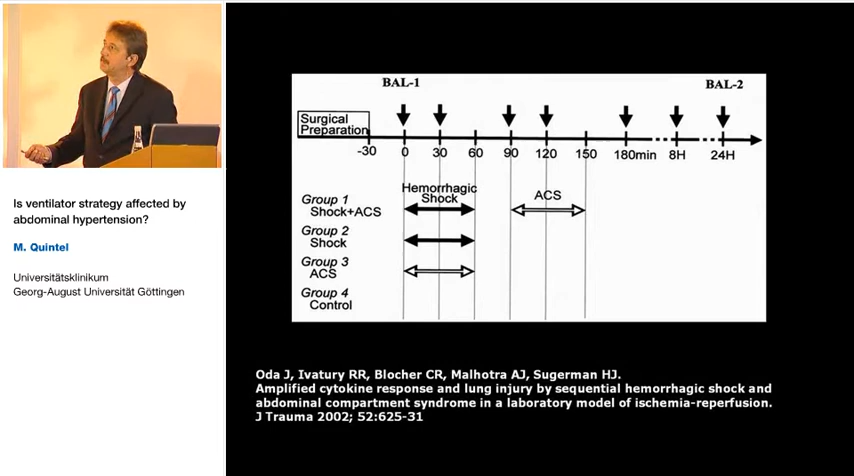 Is ventilator strategy affected by
abdominal hypertension?
M. Quintel
Universitätsklinikum
Georg-August Universität Göttingen
BAL-1
BAL-2
Surgical
Preparation
-30 0 30 60 90 120 150 180min 8H 24H
Hemorrhagic
Shock
ACS
Group 1
Shock+ACS
Group 2
Shock
Group 3
ACS
Group 4
Control
Oda J, Ivatury RR, Blocher CR, Malhotra AJ, Sugerman HJ.
Amplified cytokine response and lung injury by sequential hemorrhagic shock and
abdominal compartment syndrome in a laboratory model of ischemia-reperfusion.
J Trauma 2002; 52:625-31